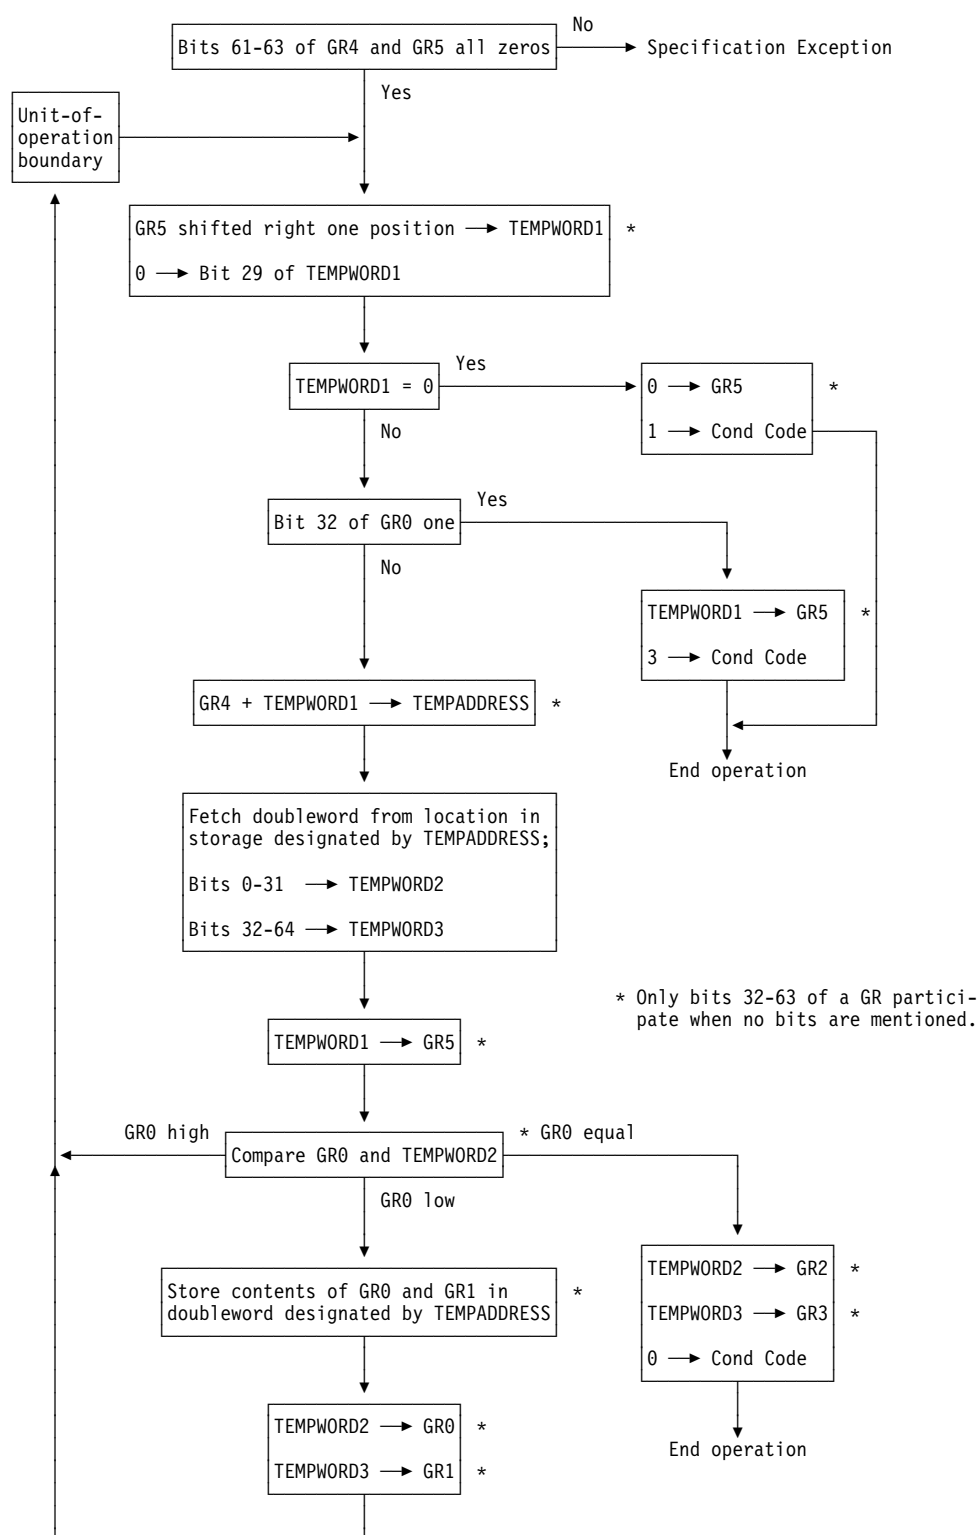 No
Bits 61-63 of GR4 and GR5 all zeros
Specification Exception
Yes
Unit-of-
operation
boundary
GR5 shifted right one position → TEMPWORD1 *
0 → Bit 29 of TEMPWORD1
Yes
TEMPWORD1 = 0
0 → GR5 *
No
1 → Cond Code
Yes
Bit 32 of GR0 one
No
TEMPWORD1 → GR5 *
3 → Cond Code
GR4 + TEMPWORD1 → TEMPADDRESS *
End operation
Fetch doubleword from location in
storage designated by TEMPADDRESS;
Bits 0-31 → TEMPWORD2
Bits 32-64 → TEMPWORD3
* Only bits 32-63 of a GR partici-
pate when no bits are mentioned.
TEMPWORD1 → GR5 *
GR0 high
* GR0 equal
Compare GR0 and TEMPWORD2
GR0 low
TEMPWORD2 → GR2 *
TEMPWORD3 → GR3 *
0 → Cond Code
Store contents of GR0 and GR1 in *
doubleword designated by TEMPADDRESS
TEMPWORD2 → GR0 *
TEMPWORD3 → GR1 *
End operation